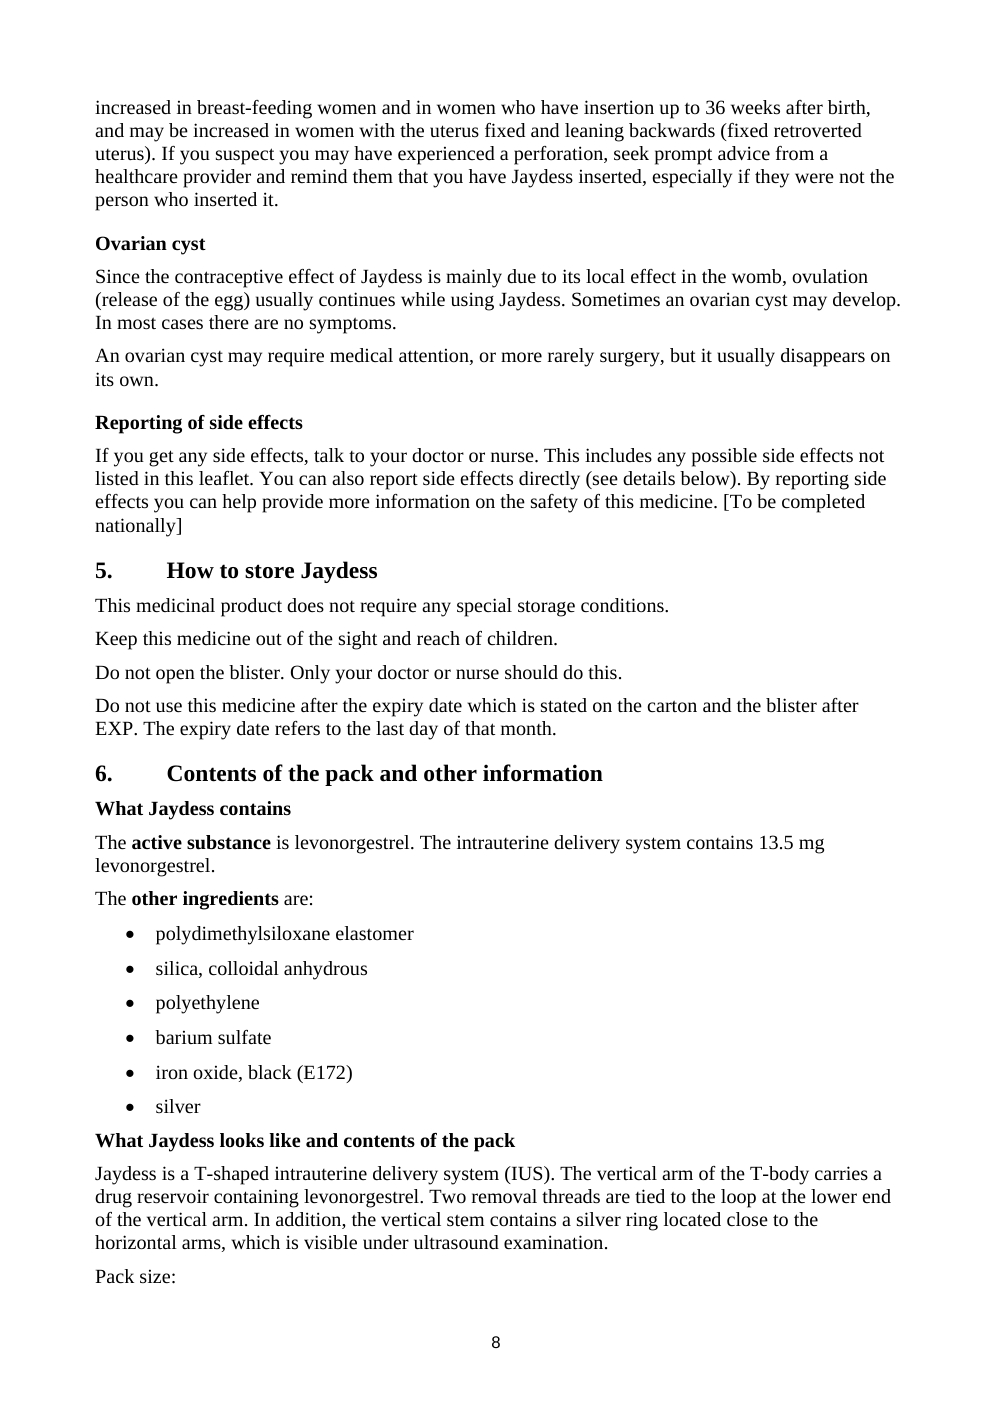 increased in breast-feeding women and in women who have insertion up to 36 weeks after birth,
and may be increased in women with the uterus fixed and leaning backwards (fixed retroverted
uterus). If you suspect you may have experienced a perforation, seek prompt advice from a
healthcare provider and remind them that you have Jaydess inserted, especially if they were not the
person who inserted it.
Ovarian cyst
Since the contraceptive effect of Jaydess is mainly due to its local effect in the womb, ovulation
(release of the egg) usually continues while using Jaydess. Sometimes an ovarian cyst may develop.
In most cases there are no symptoms.
An ovarian cyst may require medical attention, or more rarely surgery, but it usually disappears on
its own.
Reporting of side effects
If you get any side effects, talk to your doctor or nurse. This includes any possible side effects not
listed in this leaflet. You can also report side effects directly (see details below). By reporting side
effects you can help provide more information on the safety of this medicine. [To be completed
nationally]
5. How to store Jaydess
This medicinal product does not require any special storage conditions.
Keep this medicine out of the sight and reach of children.
Do not open the blister. Only your doctor or nurse should do this.
Do not use this medicine after the expiry date which is stated on the carton and the blister after
EXP. The expiry date refers to the last day of that month.
6. Contents of the pack and other information
What Jaydess contains
The active substance is levonorgestrel. The intrauterine delivery system contains 13.5 mg
levonorgestrel.
The other ingredients are:
• polydimethylsiloxane elastomer
• silica, colloidal anhydrous
• polyethylene
• barium sulfate
• iron oxide, black (E172)
• silver
What Jaydess looks like and contents of the pack
Jaydess is a T-shaped intrauterine delivery system (IUS). The vertical arm of the T-body carries a
drug reservoir containing levonorgestrel. Two removal threads are tied to the loop at the lower end
of the vertical arm. In addition, the vertical stem contains a silver ring located close to the
horizontal arms, which is visible under ultrasound examination.
Pack size:
8